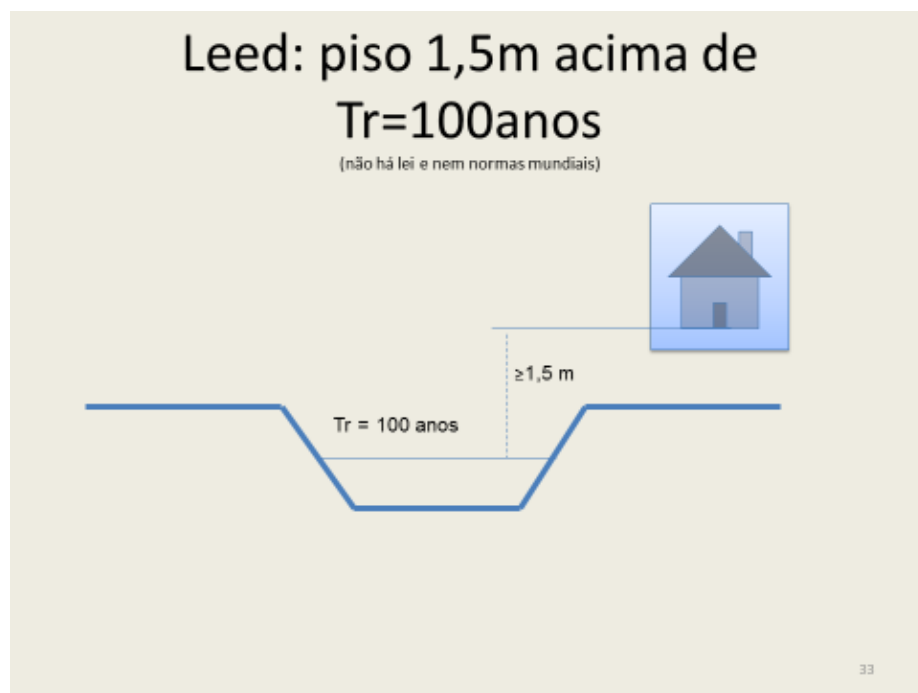 Leed: piso 1,5m acima de
Tr=100anos
(não há lei e nem normas mundiais)
≥1,5 m
Tr = 100 anos
33